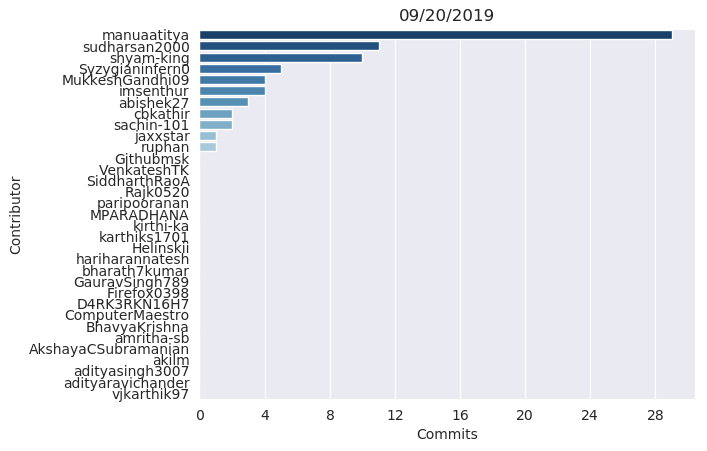 09/20/2019
manuaatitya
sudharsan2000
shyam-king
Syzygianinfern0
MukkeshGandhi09
imsenthur
abishek27
cbkathir
sachin-101
jaxxstar
ruphan
Githubmsk
VenkateshTK
SiddharthRaoA
Rajk0520
paripooranan
MPARADHANA
kirthi-ka
karthiks1701
Helinskii
hariharannatesh
bharath7kumar
GauravSingh789
Firefox0398
D4RK3RKN16H7
ComputerMaestro
BhavyaKrishna
amritha-sb
AkshayaCSubramanian
akilm
adityasingh3007
adityaravichander
vjkarthik97
Contributor
0 4 8 12 16 20 24 28
Commits